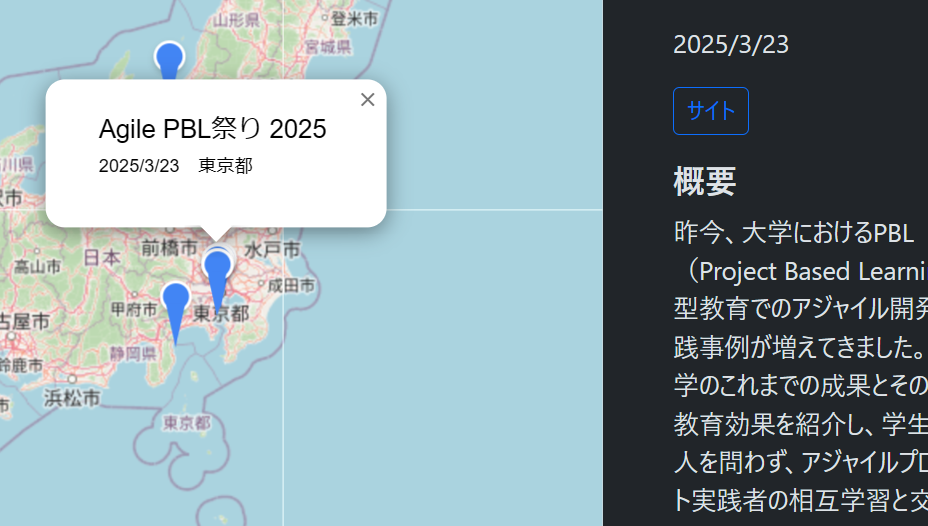 山形県
登米市
宮城県
Agile PBL祭り 2025
2025/3/23　東京都
川県
沢市
前橋市
水戸市
日本
高山市
成田市
甲府市
東京都
古屋市
静岡県
鈴鹿市
浜松市
市
東京都
2025/3/23
サイト
概要
昨今、大学におけるPBL
（Project Based Learni
型教育でのアジャイル開発
践事例が増えてきました。
学のこれまでの成果とその
教育効果を紹介し、学生
人を問わず、アジャイルプロ
ト実践者の相互学習と交